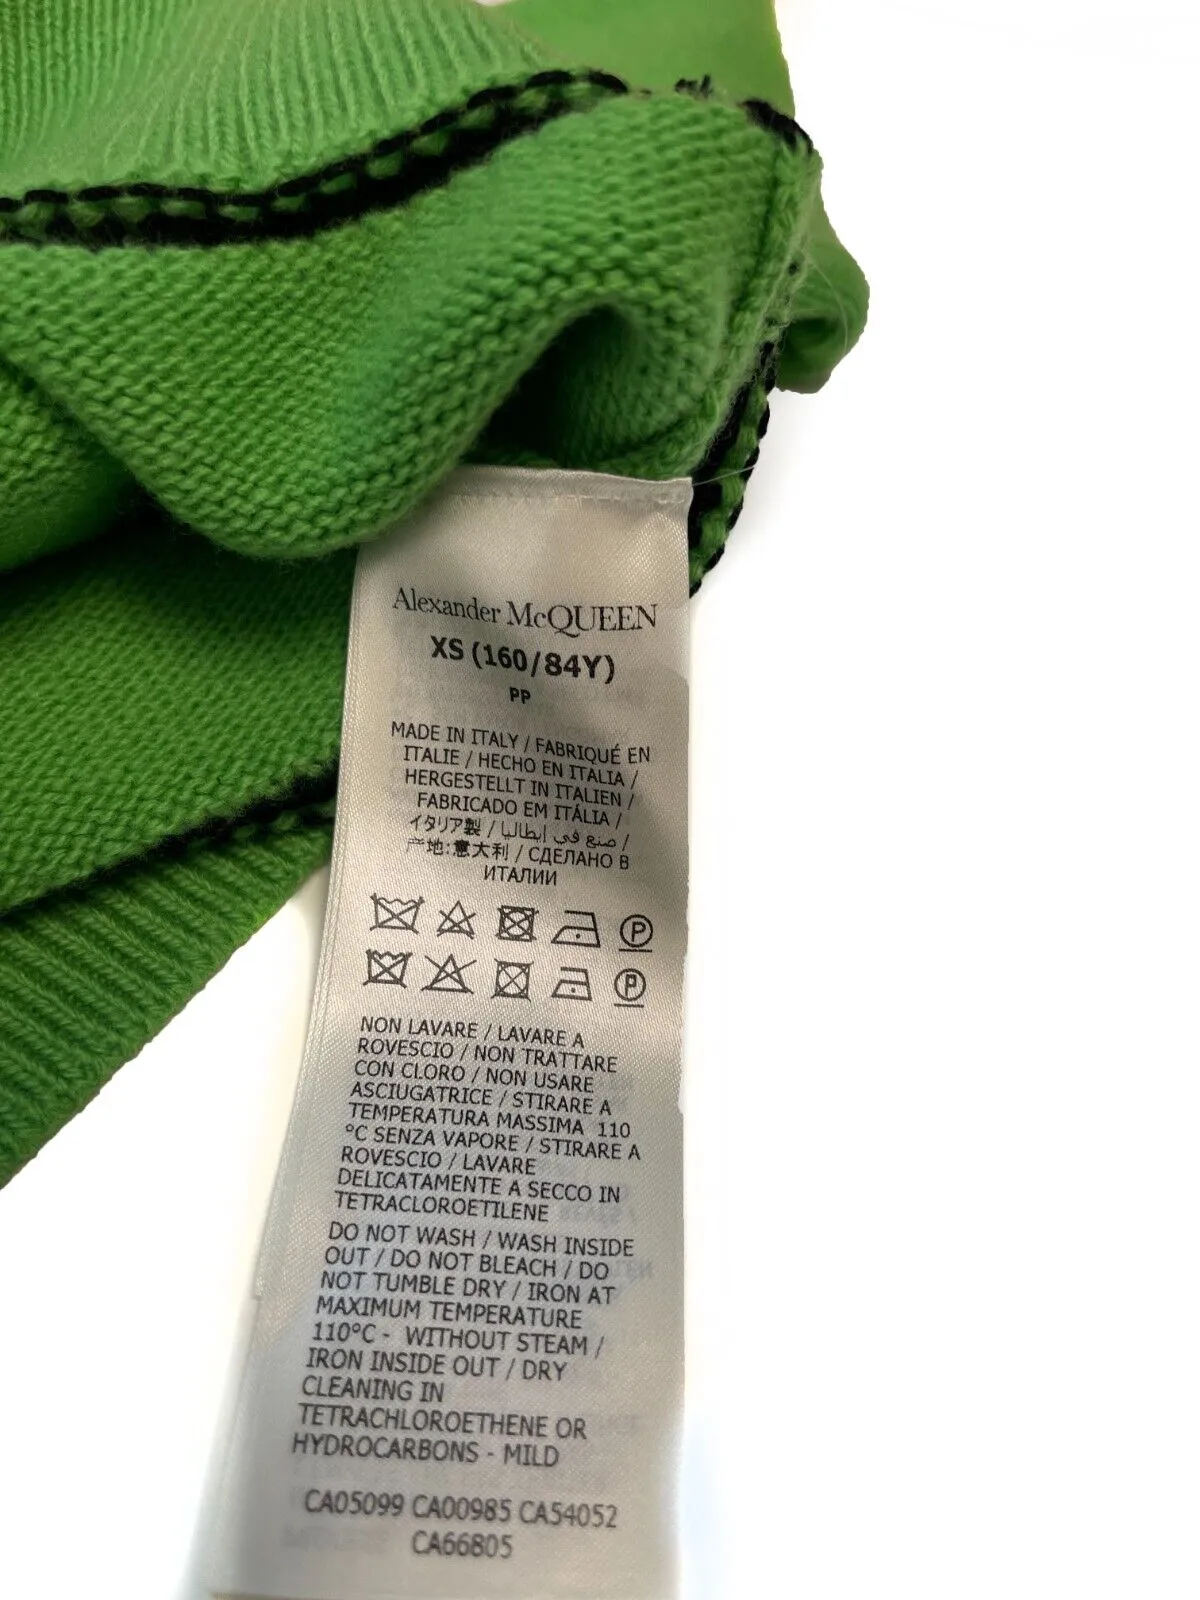 Alexander McQUEEN
XS (160/84Y)
PP
MADE IN ITALY / FABRIQUÉ EN
ITALIE / HECHO EN ITALIA /
HERGESTELLT IN ITALIEN /
FABRICADO EM ITÁLIA /
イタリア製 / صنع في إيطاليا /
产地:意大利 / СДЕЛАНО В
ИТАЛИИ
P
P
NON LAVARE / LAVARE A
ROVESCIO / NON TRATTARE
CON CLORO / NON USARE
ASCIUGATRICE / STIRARE A
TEMPERATURA MASSIMA 110
°C SENZA VAPORE / STIRARE A
ROVESCIO / LAVARE
DELICATAMENTE A SECCO IN
TETRACLOROETILENE
DO NOT WASH / WASH INSIDE
OUT / DO NOT BLEACH / DO
NOT TUMBLE DRY / IRON AT
MAXIMUM TEMPERATURE
110°C - WITHOUT STEAM /
IRON INSIDE OUT / DRY
CLEANING IN
TETRACHLOROETHENE OR
HYDROCARBONS - MILD
CA05099 CA00985 CA54052
CA66805